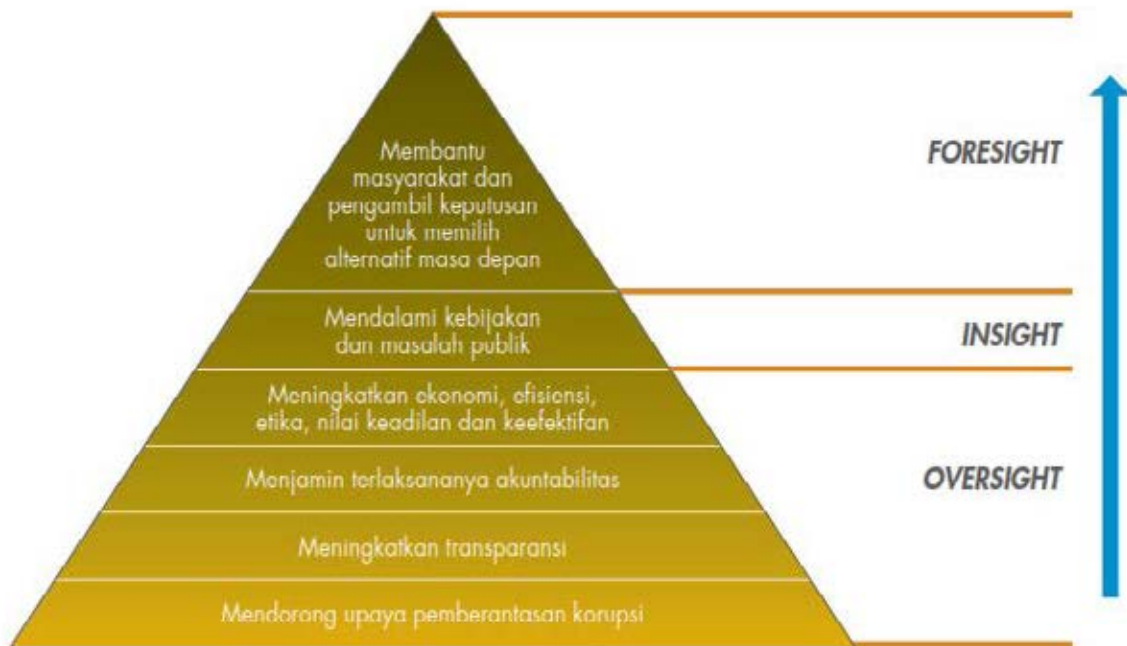 Membantu
masyarakat dan
pengambil keputusan
untuk memilih
alternatif masa depan
FORESIGHT
Mendalami kebijakan
dan masalah publik
INSIGHT
Meningkatkan ekonomi, efisiensi,
etika, nilai keadilan dan keefektifan
Menjamin terlaksananya akuntabilitas
OVERSIGHT
Meningkatkan transparansi
Mendorong upaya pemberantasan korupsi